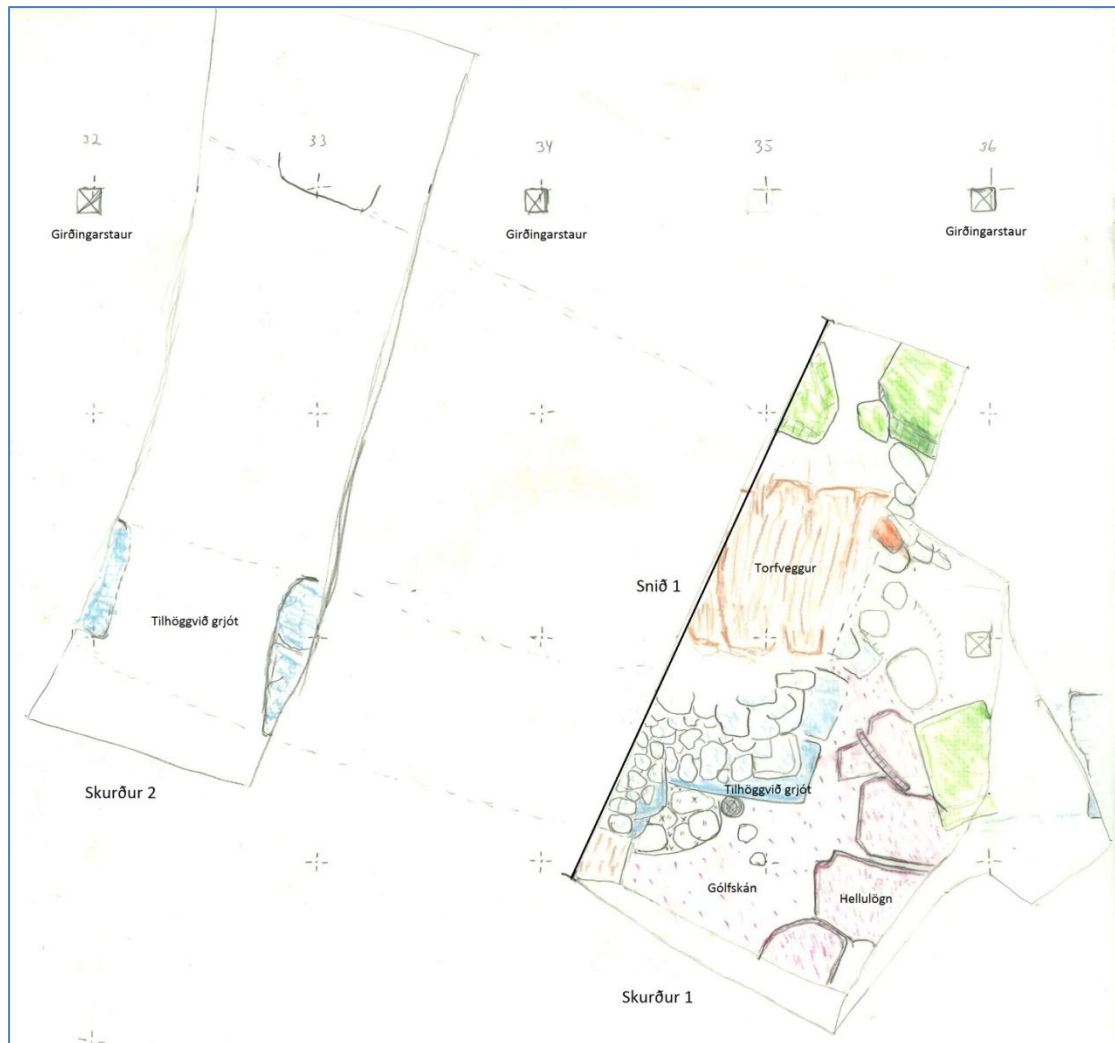 32 33 34 35 36
Girðingarstaur Girðingarstaur Girðingarstaur
Torfveggur
Snið 1
Tilhöggvið grjót
Skurður 2
Tilhöggvið grjót
Gólfskán
Hellulögn
Skurður 1